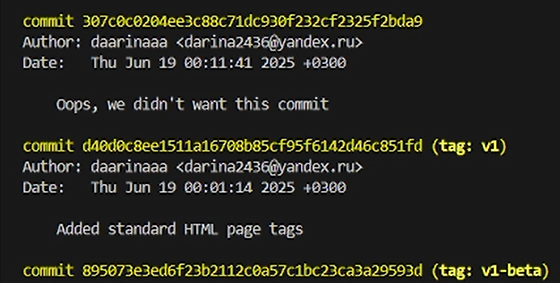 commit 307c0c0204ee3c88c71dc930f232cf2325f2bda9
Author: daarinaaa <darina2436@yandex.ru>
Date:   Thu Jun 19 00:11:41 2025 +0300
Oops, we didn't want this commit
commit d40d0c8ee1511a16708b85cf95f6142d46c851fd (tag: v1)
Author: daarinaaa <darina2436@yandex.ru>
Date:   Thu Jun 19 00:01:14 2025 +0300
Added standard HTML page tags
commit 895073e3ed6f23b2112c0a57c1bc23ca3a29593d (tag: v1-beta)